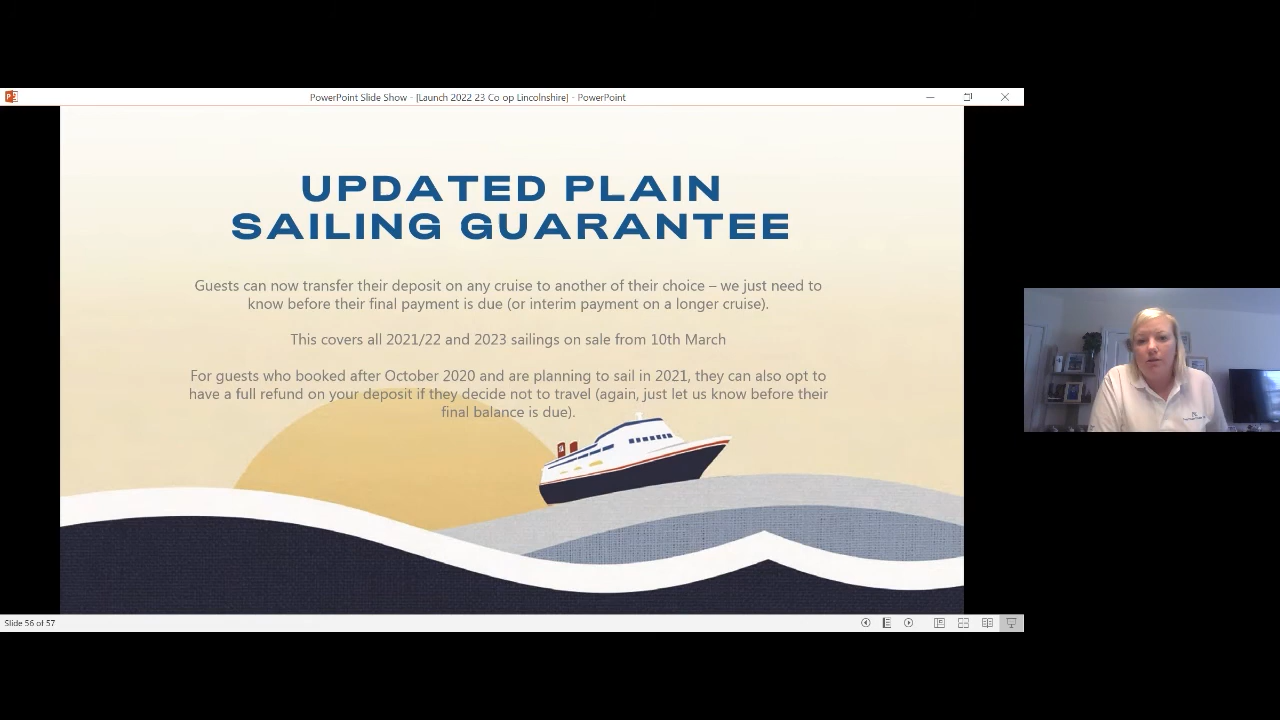 PowerPoint Slide Show - [Launch 2022 23 Co op Lincolnshire] - PowerPoint
UPDATED PLAIN
SAILING GUARANTEE
Guests can now transfer their deposit on any cruise to another of their choice – we just need to
know before their final payment is due (or interim payment on a longer cruise).
This covers all 2021/22 and 2023 sailings on sale from 10th March
For guests who booked after October 2020 and are planning to sail in 2021, they can also opt to
have a full refund on your deposit if they decide not to travel (again, just let us know before their
final balance is due).
Slide 56 of 57